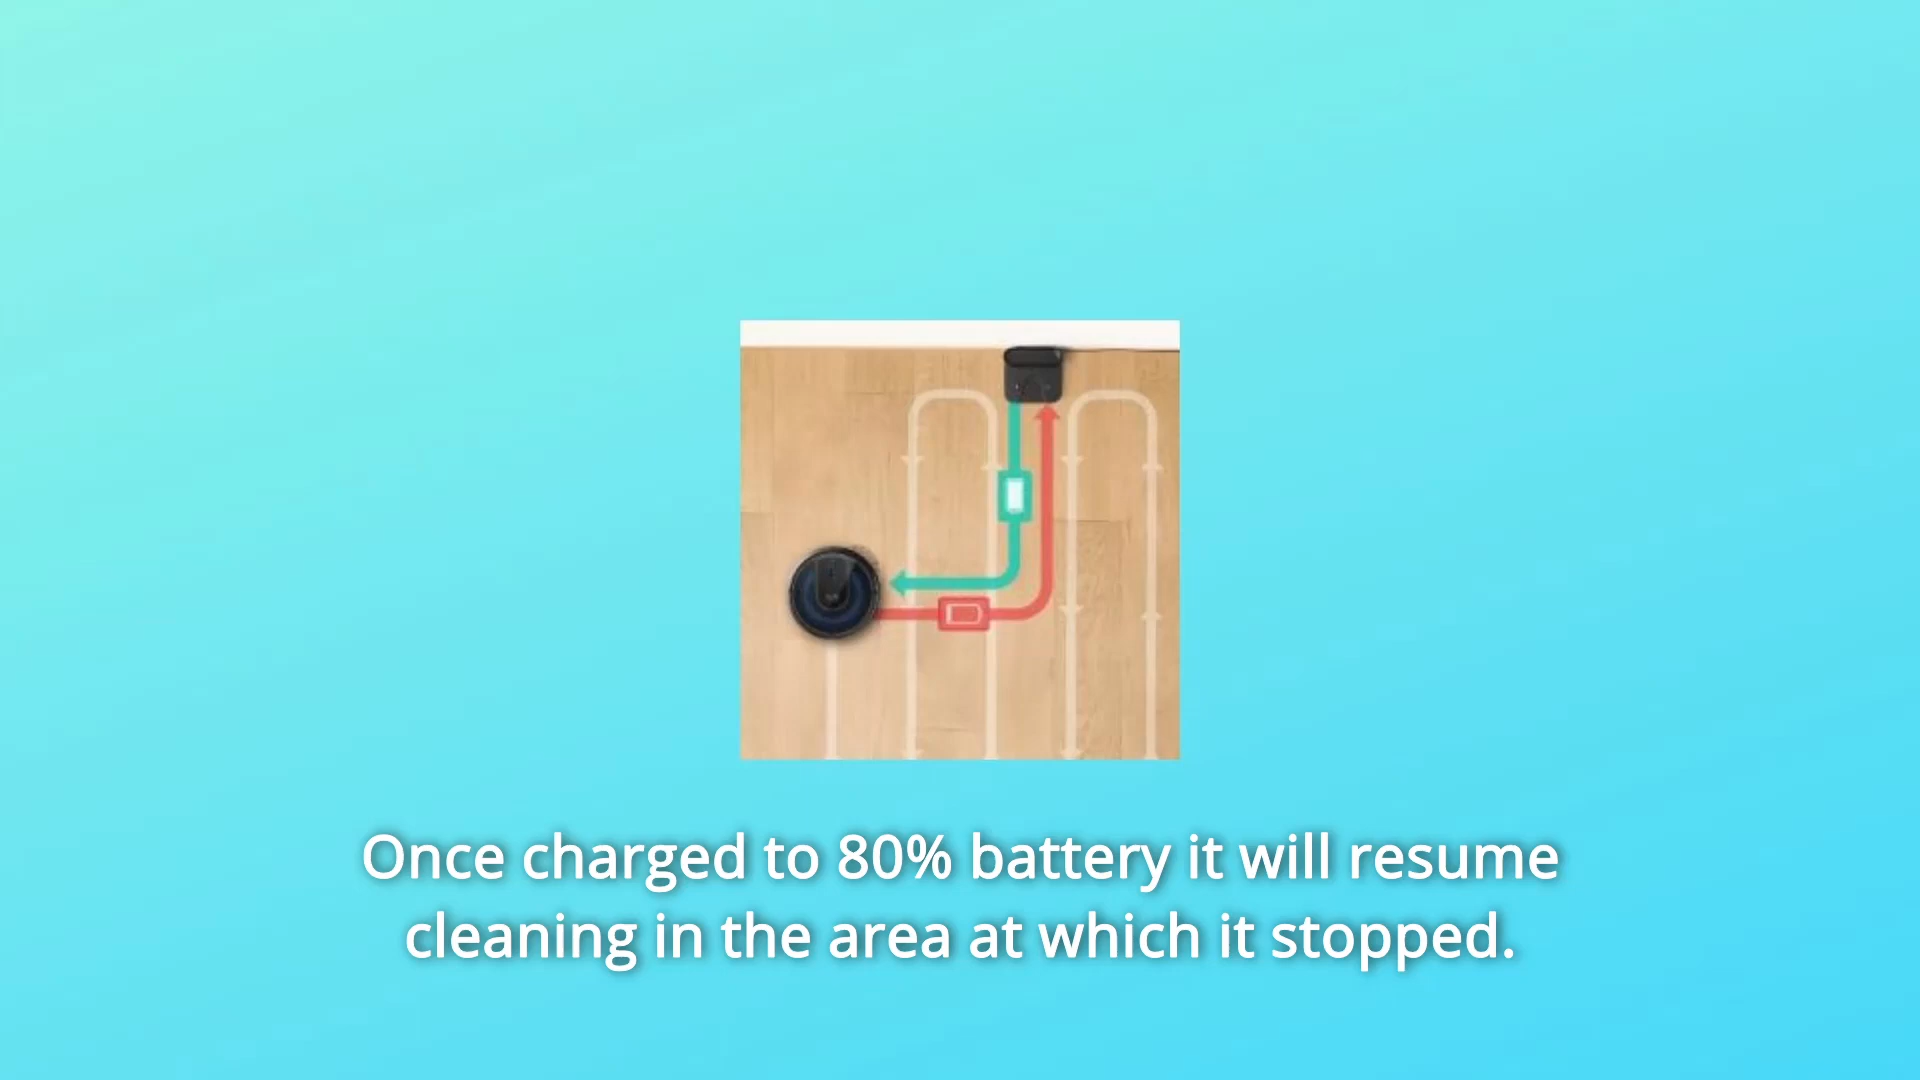 Once charged to 80% battery it will resume
cleaning in the area at which it stopped.